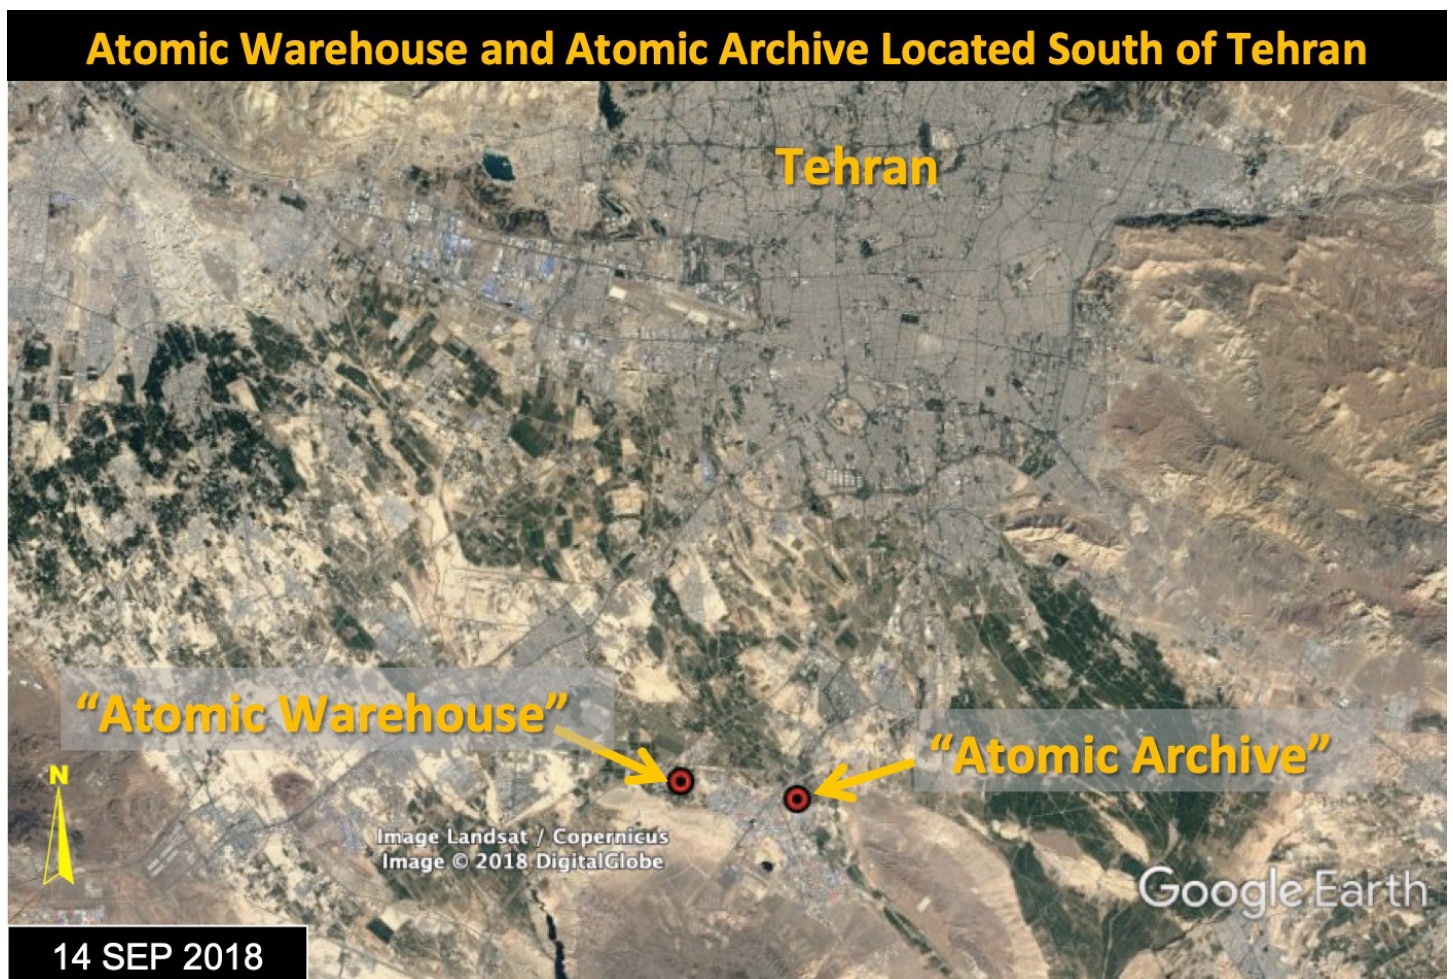 Atomic Warehouse and Atomic Archive Located South of Tehran
Tehran
“Atomic Warehouse”
“Atomic Archive”
N
Image Landsat / Copernicus
Image © 2018 DigitalGlobe
Google Earth
14 SEP 2018